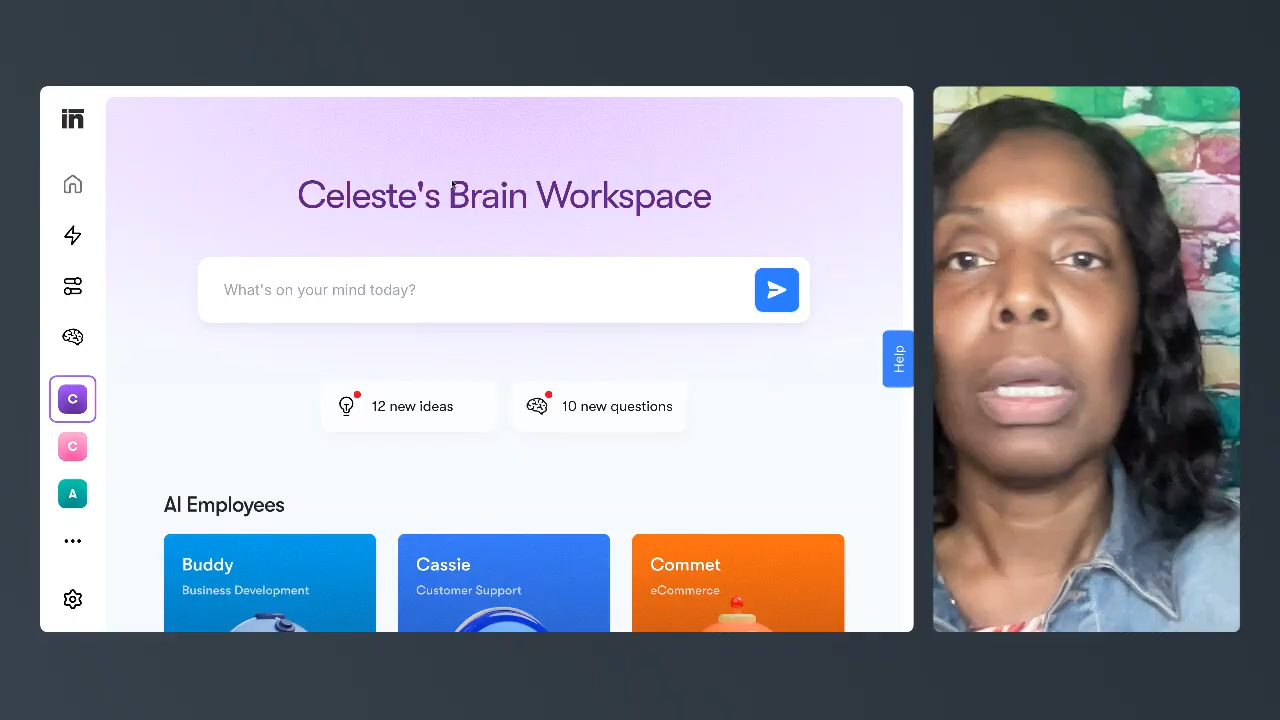 in
Celeste's Brain Workspace
What's on your mind today?
Help
12 new ideas
10 new questions
C
C
A
AI Employees
Buddy
Business Development
Cassie
Customer Support
Commet
eCommerce